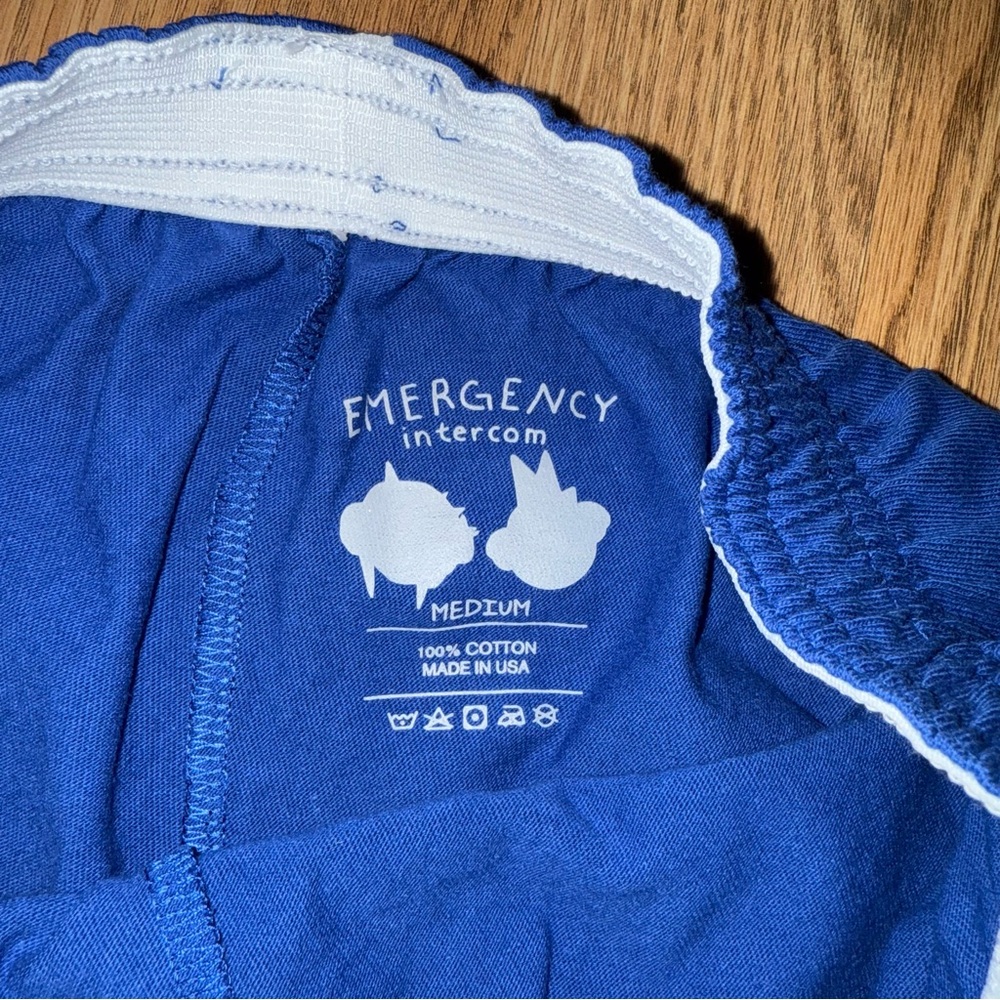 EMERGENCY
intercom
MEDIUM
100% COTTON
MADE IN USA